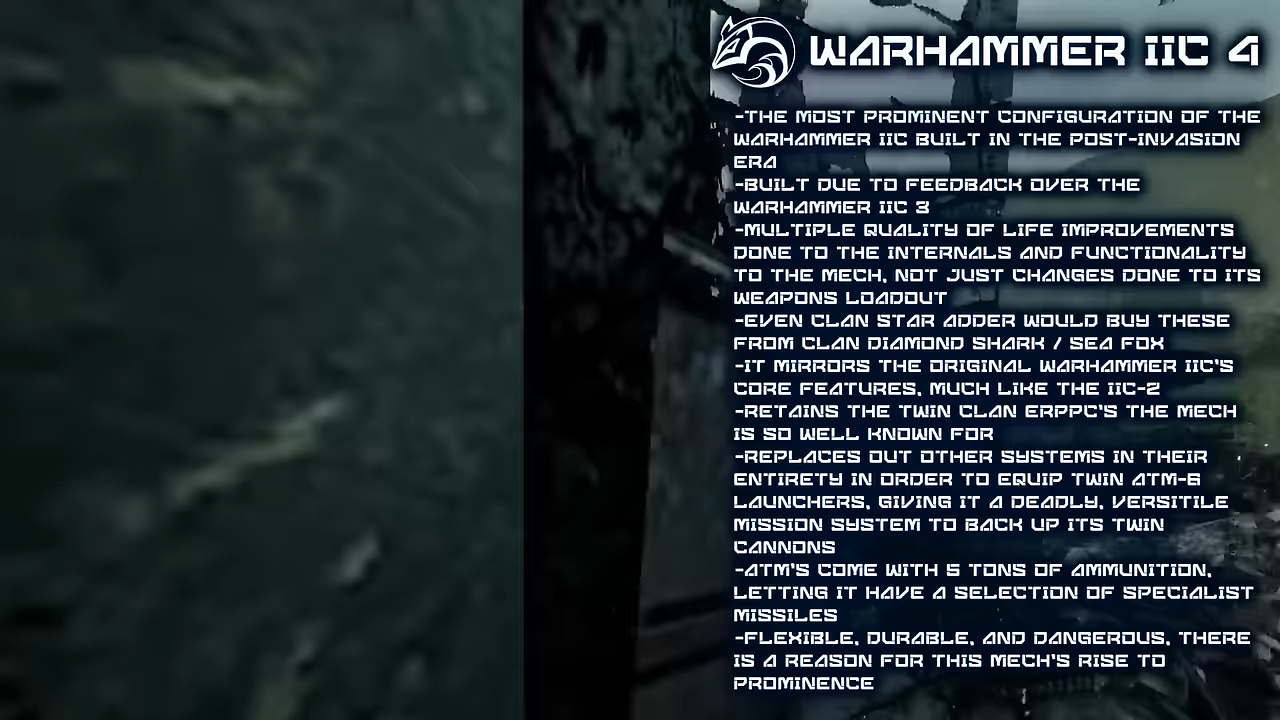 WARHAMMER IIC 4
-THE MOST PROMINENT CONFIGURATION OF THE
WARHAMMER IIC BUILT IN THE POST-INVASION
ERA
-BUILT DUE TO FEEDBACK OVER THE
WARHAMMER IIC 3
-MULTIPLE QUALITY OF LIFE IMPROVEMENTS
DONE TO THE INTERNALS AND FUNCTIONALITY
TO THE MECH, NOT JUST CHANGES DONE TO ITS
WEAPONS LOADOUT
-EVEN CLAN STAR ADDER WOULD BUY THESE
FROM CLAN DIAMOND SHARK / SEA FOX
-IT MIRRORS THE ORIGINAL WARHAMMER IIC'S
CORE FEATURES, MUCH LIKE THE IIC-2
-RETAINS THE TWIN CLAN ERPPC'S THE MECH
IS SO WELL KNOWN FOR
-REPLACES OUT OTHER SYSTEMS IN THEIR
ENTIRETY IN ORDER TO EQUIP TWIN ATM-6
LAUNCHERS, GIVING IT A DEADLY, VERSITILE
MISSION SYSTEM TO BACK UP ITS TWIN
CANNONS
-ATM'S COME WITH 5 TONS OF AMMUNITION,
LETTING IT HAVE A SELECTION OF SPECIALIST
MISSILES
-FLEXIBLE, DURABLE, AND DANGEROUS, THERE
IS A REASON FOR THIS MECH'S RISE TO
PROMINENCE